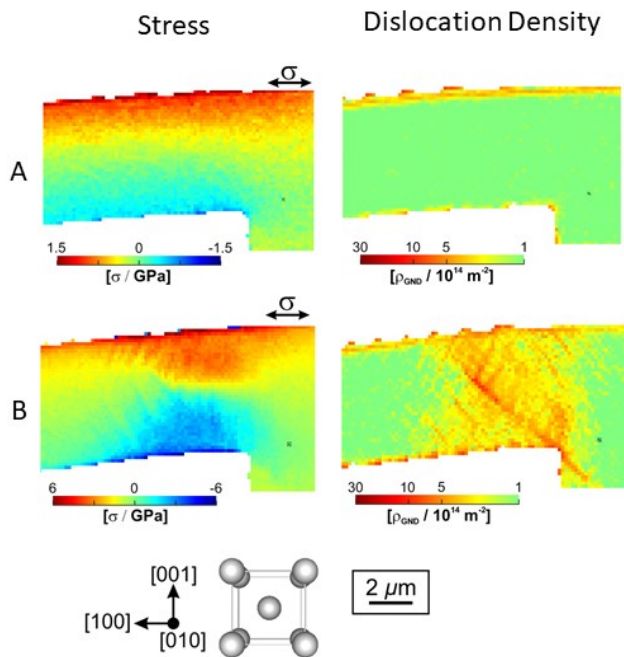 Stress Dislocation Density
σ
A
1.5 0 -1.5
[σ / GPa]
30 10 5 1
[ρGND / 10¹⁴ m⁻²]
σ
B
6 0 -6
[σ / GPa]
30 10 5 1
[ρGND / 10¹⁴ m⁻²]
[001]
[100]
[010]
2 µm